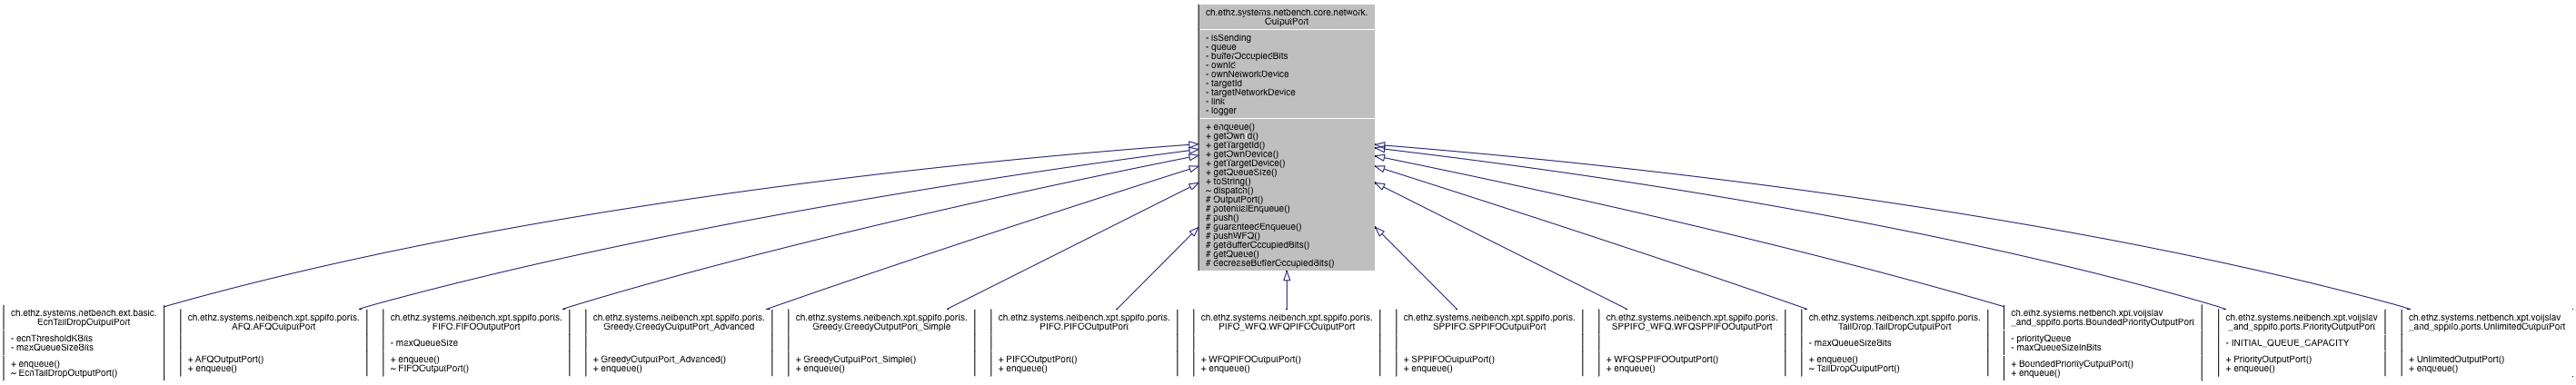 ch.ethz.systems.netbench.core.network.
OutputPort
- isSending
- queue
- bufferOccupiedBits
- ownId
- ownNetworkDevice
- targetId
- targetNetworkDevice
- link
- logger
+ enqueue()
+ getOwnId()
+ getTargetId()
+ getOwnDevice()
+ getTargetDevice()
+ getQueueSize()
+ toString()
~ dispatch()
# OutputPort()
# potentialEnqueue()
# push()
# guaranteedEnqueue()
# pushWFQ()
# getBufferOccupiedBits()
# getQueue()
# decreaseBufferOccupiedBits()
ch.ethz.systems.netbench.ext.basic.
EcnTailDropOutputPort
- ecnThresholdKBits
- maxQueueSizeBits
+ enqueue()
~ EcnTailDropOutputPort()
ch.ethz.systems.netbench.xpt.sppifo.ports.
AFQ.AFQOutputPort
+ AFQOutputPort()
+ enqueue()
ch.ethz.systems.netbench.xpt.sppifo.ports.
FIFO.FIFOOutputPort
- maxQueueSize
+ enqueue()
~ FIFOOutputPort()
ch.ethz.systems.netbench.xpt.sppifo.ports.
Greedy.GreedyOutputPort_Advanced
+ GreedyOutputPort_Advanced()
+ enqueue()
ch.ethz.systems.netbench.xpt.sppifo.ports.
Greedy.GreedyOutputPort_Simple
+ GreedyOutputPort_Simple()
+ enqueue()
ch.ethz.systems.netbench.xpt.sppifo.ports.
PIFO.PIFOOutputPort
+ PIFOOutputPort()
+ enqueue()
ch.ethz.systems.netbench.xpt.sppifo.ports.
PIFO_WFQ.WFQPIFOOutputPort
+ WFQPIFOOutputPort()
+ enqueue()
ch.ethz.systems.netbench.xpt.sppifo.ports.
SPPIFO.SPPIFOOutputPort
+ SPPIFOOutputPort()
+ enqueue()
ch.ethz.systems.netbench.xpt.sppifo.ports.
SPPIFO_WFQ.WFQSPPIFOOutputPort
+ WFQSPPIFOOutputPort()
+ enqueue()
ch.ethz.systems.netbench.xpt.sppifo.ports.
TailDrop.TailDropOutputPort
- maxQueueSizeBits
+ enqueue()
~ TailDropOutputPort()
ch.ethz.systems.netbench.xpt.voijslav
_and_sppifo.ports.BoundedPriorityOutputPort
- priorityQueue
- maxQueueSizeInBits
+ BoundedPriorityOutputPort()
+ enqueue()
ch.ethz.systems.netbench.xpt.voijslav
_and_sppifo.ports.PriorityOutputPort
- INITIAL_QUEUE_CAPACITY
+ PriorityOutputPort()
+ enqueue()
ch.ethz.systems.netbench.xpt.voijslav
_and_sppifo.ports.UnlimitedOutputPort
+ UnlimitedOutputPort()
+ enqueue()